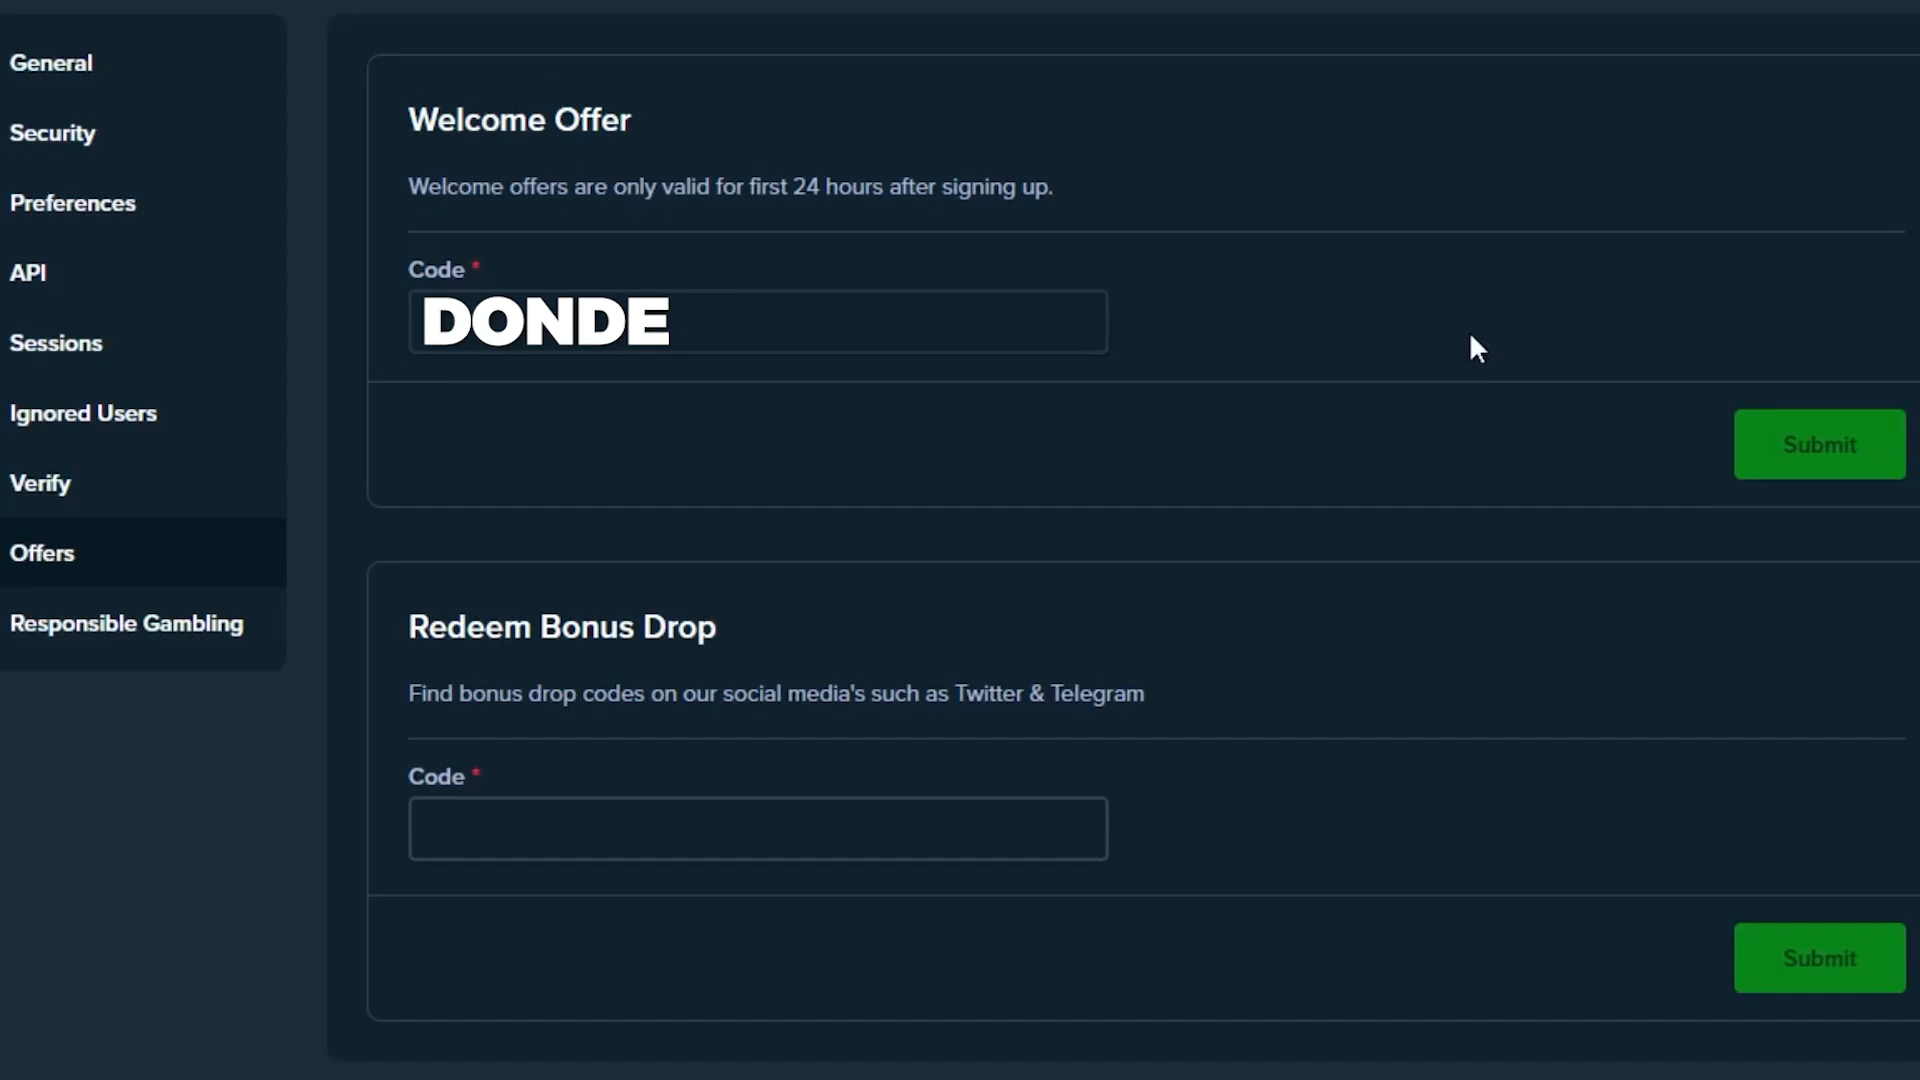 General
Security
Preferences
API
Sessions
Ignored Users
Verify
Offers
Responsible Gambling
Welcome Offer
Welcome offers are only valid for first 24 hours after signing up.
Code *
DONDE
Submit
Redeem Bonus Drop
Find bonus drop codes on our social media's such as Twitter & Telegram
Code *
Submit